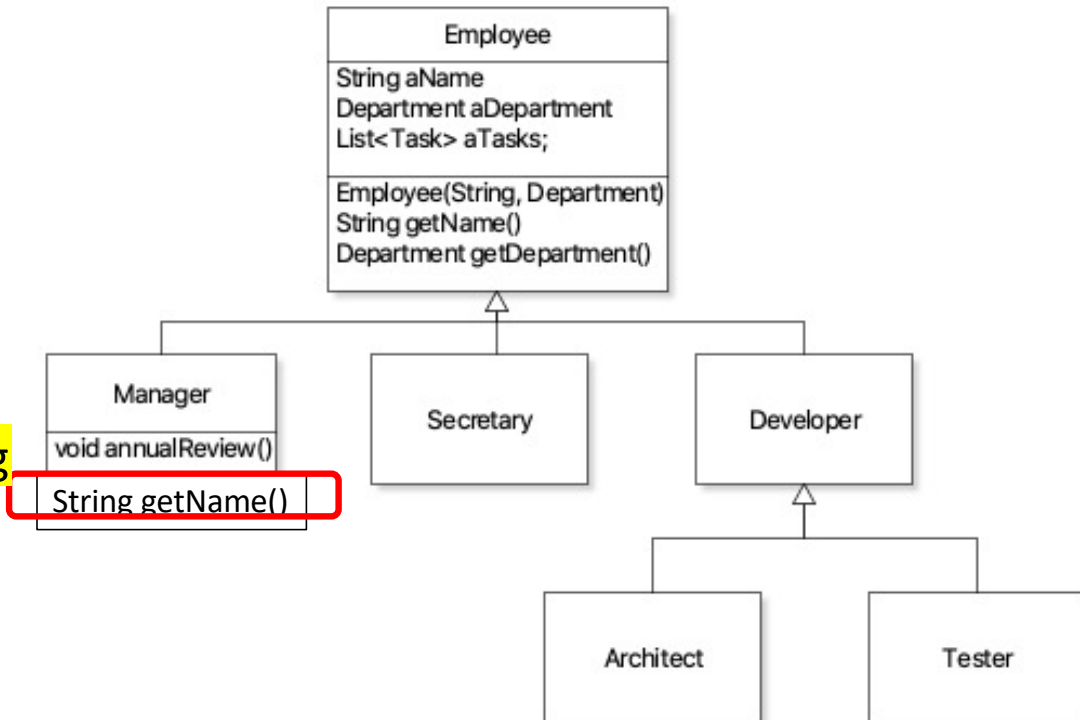 Employee
String aName
Department aDepartment
List<Task> aTasks;
Employee(String, Department)
String getName()
Department getDepartment()
Manager
void annualReview()
String getName()
Secretary
Developer
Architect
Tester